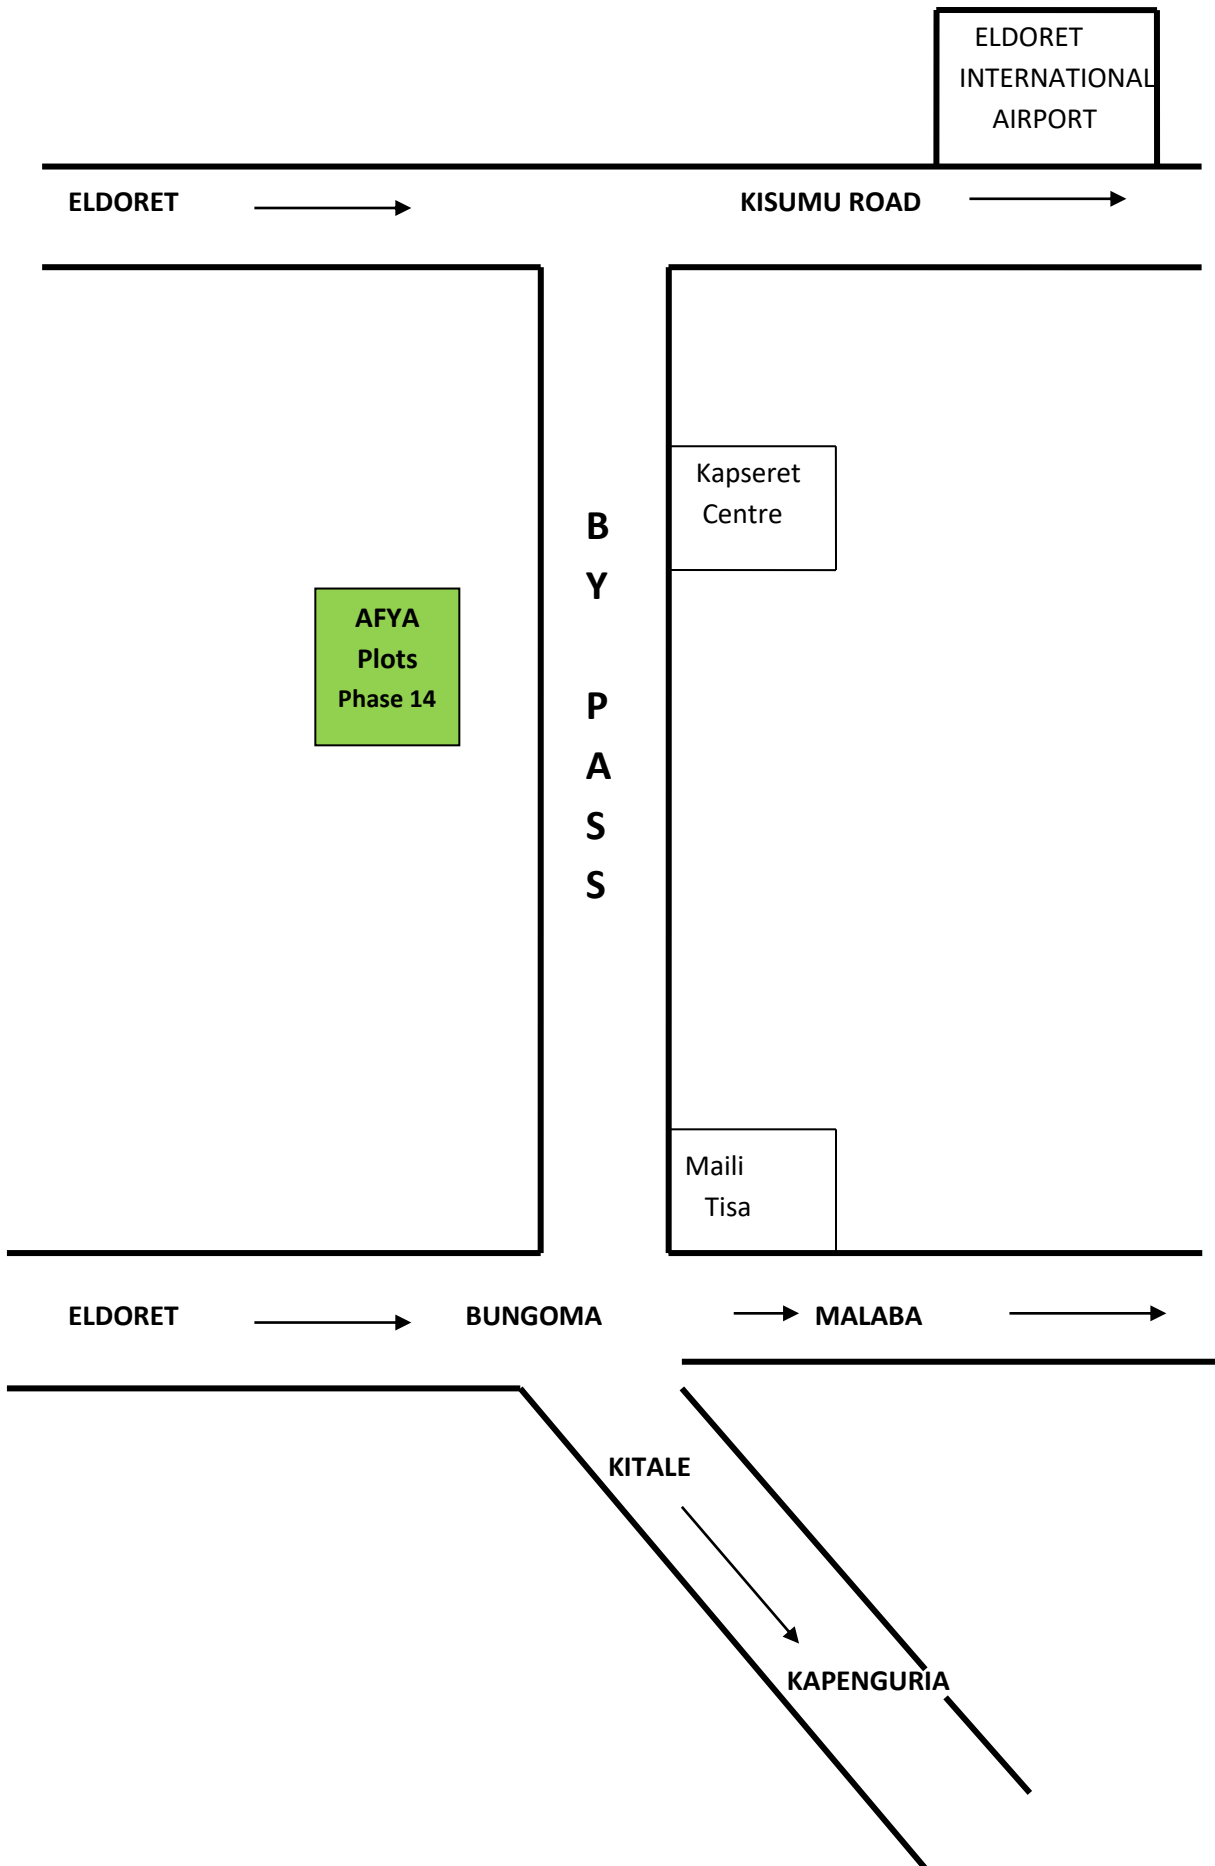 ELDORET
INTERNATIONAL
AIRPORT
ELDORET
KISUMU ROAD
Kapseret
Centre
B
Y
P
A
S
S
AFYA
Plots
Phase 14
Maili
Tisa
ELDORET
BUNGOMA
MALABA
KITALE
KAPENGURIA